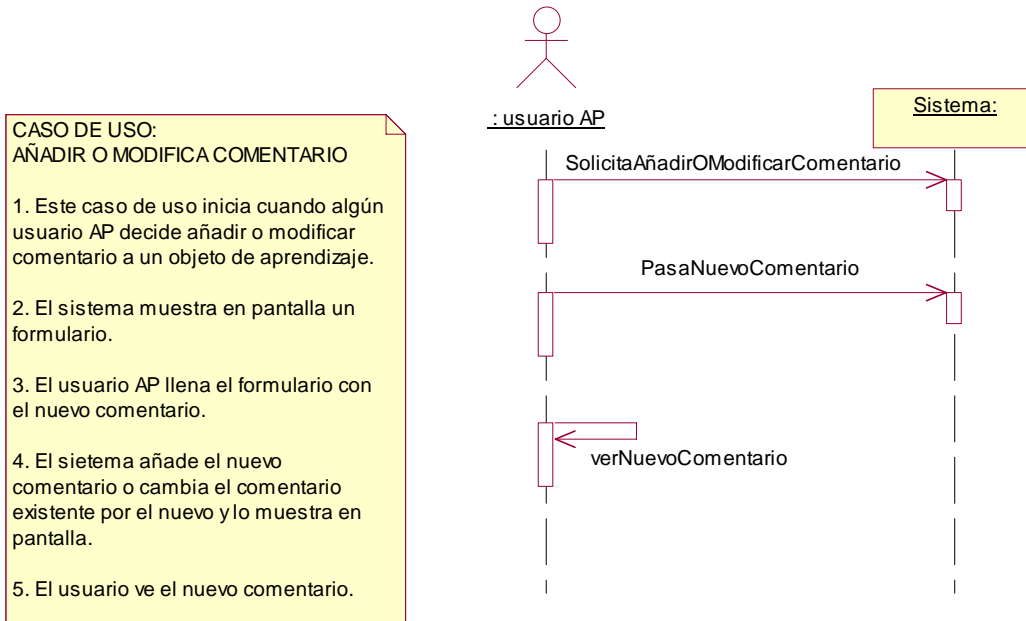 CASO DE USO:
AÑADIR O MODIFICA COMENTARIO
1. Este caso de uso inicia cuando algún
usuario AP decide añadir o modificar
comentario a un objeto de aprendizaje.
2. El sistema muestra en pantalla un
formulario.
3. El usuario AP llena el formulario con
el nuevo comentario.
4. El sietema añade el nuevo
comentario o cambia el comentario
existente por el nuevo y lo muestra en
pantalla.
5. El usuario ve el nuevo comentario.
: usuario AP
Sistema:
SolicitaAñadirOModificarComentario
PasaNuevoComentario
verNuevoComentario